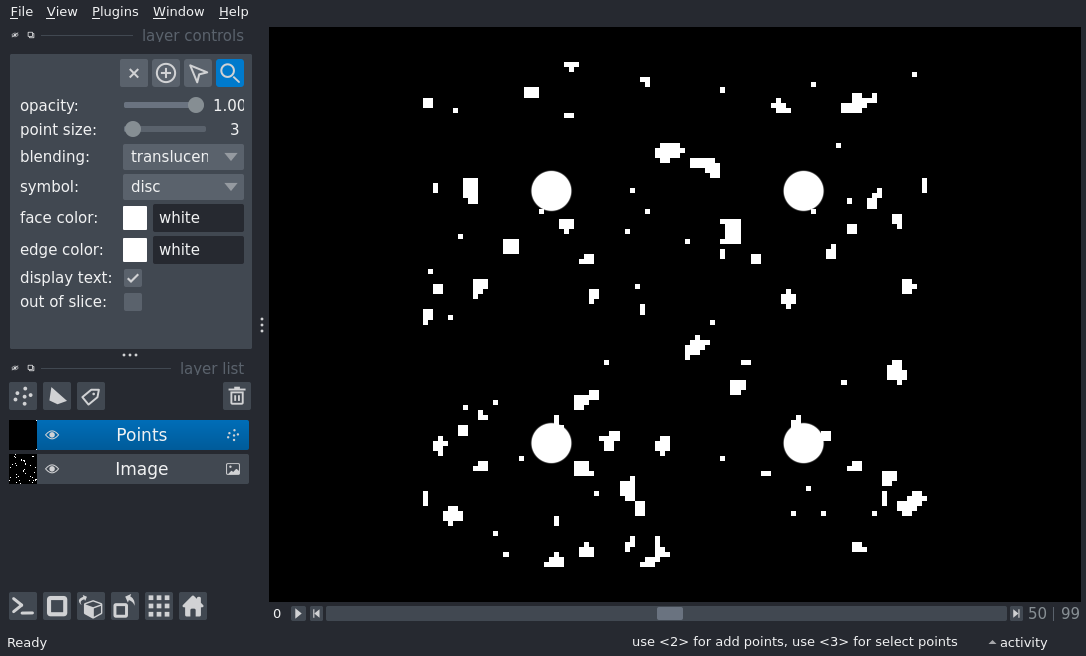 File View Plugins Window Help
layer controls
opacity: 1.00
point size: 3
blending: translucen
symbol: disc
face color: white
edge color: white
display text:
out of slice:
layer list
Points
Image
0 50 99
Ready use <2> for add points, use <3> for select points activity